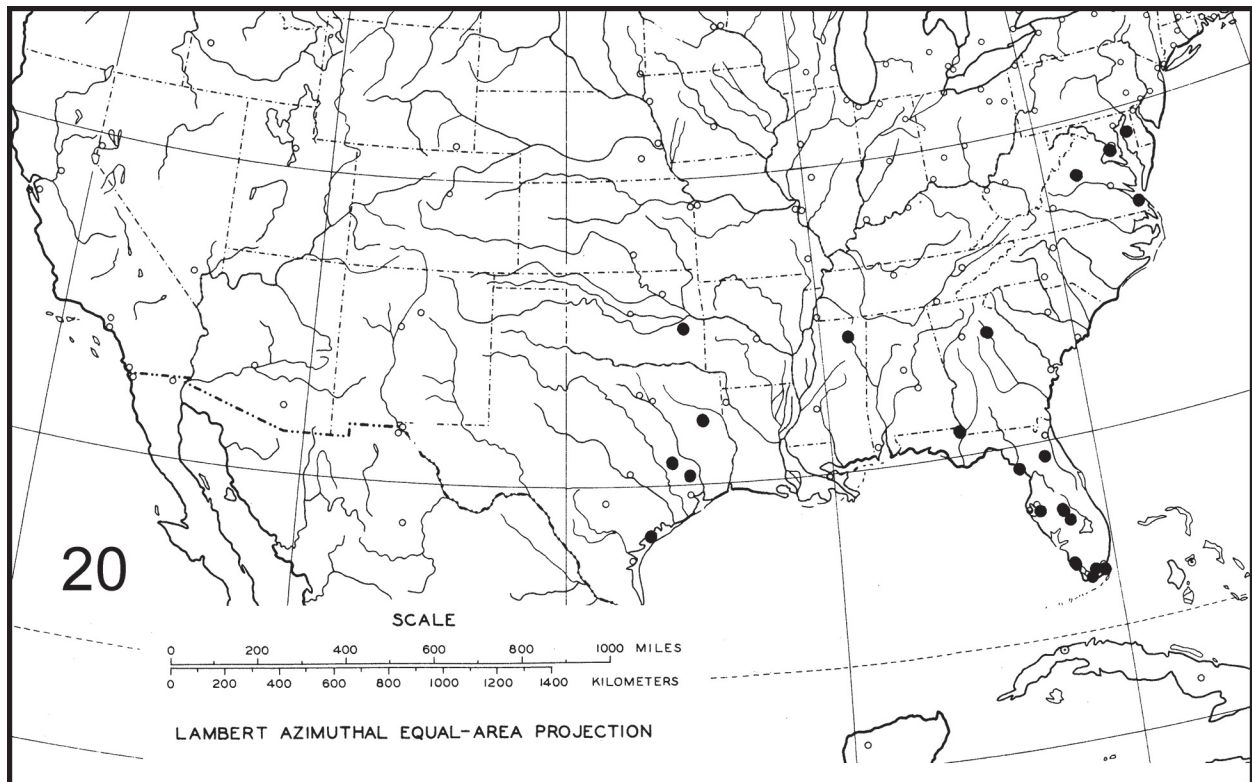 20
SCALE
0 200 400 600 800 1000 MILES
0 200 400 600 800 1000 1200 1400 KILOMETERS
LAMBERT AZIMUTHAL EQUAL-AREA PROJECTION